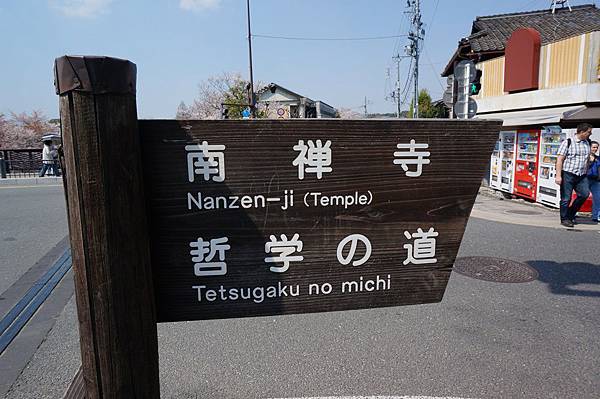 南禅寺
Nanzen-ji (Temple)
哲学の道
Tetsugaku no michi